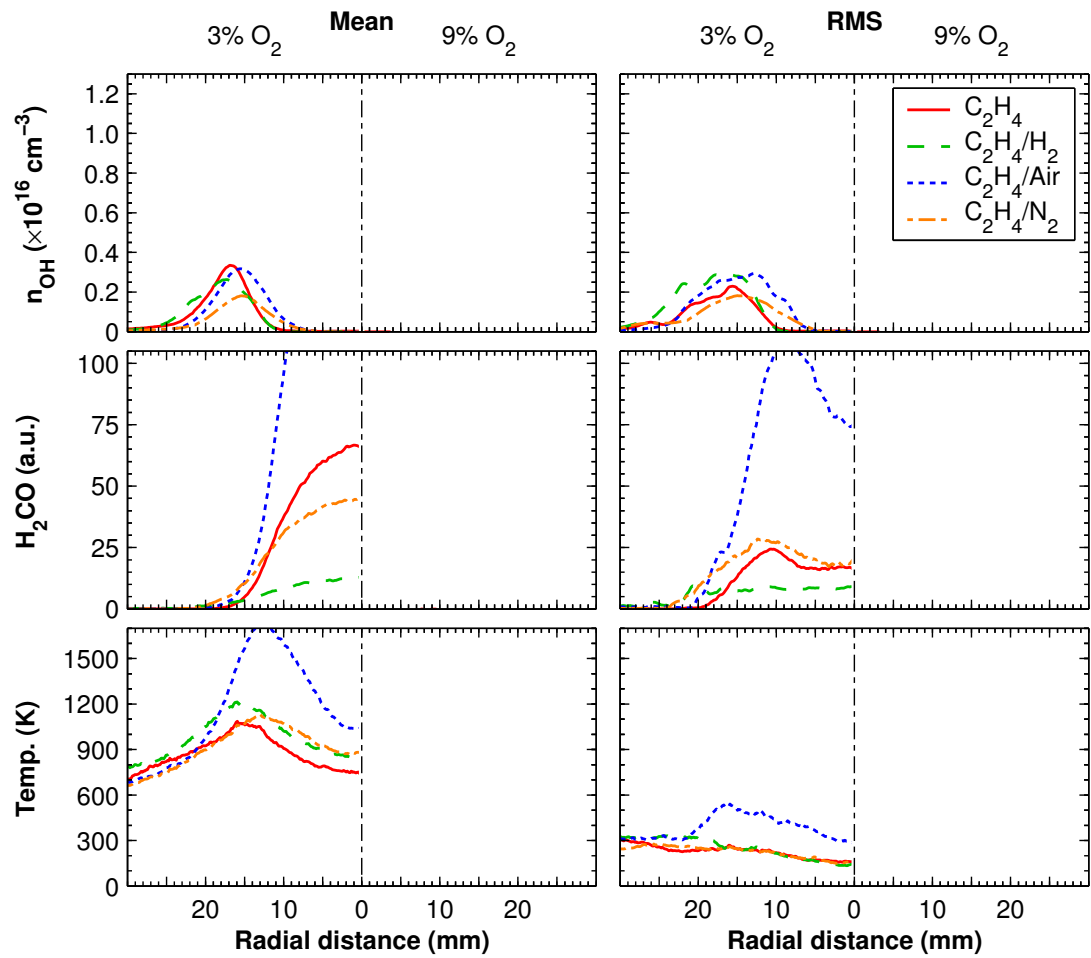 Mean RMS
3% O₂ 9% O₂ 3% O₂ 9% O₂
n_OH (×10¹⁶ cm⁻³)
1.2
1.0
0.8
0.6
0.4
0.2
0
C₂H₄
C₂H₄/H₂
C₂H₄/Air
C₂H₄/N₂
H₂CO (a.u.)
100
75
50
25
0
Temp. (K)
1500
1200
900
600
300
0
20 10 0 10 20 20 10 0 10 20
Radial distance (mm) Radial distance (mm)